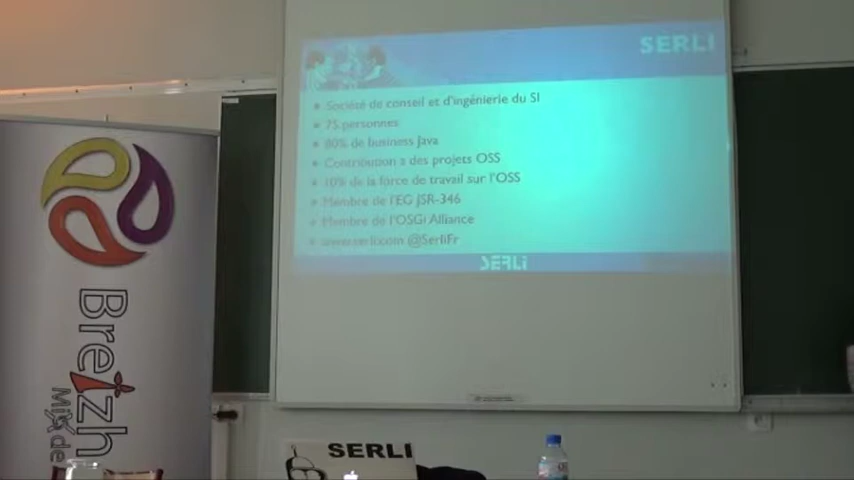 SERLI
Société de conseil et d'ingénierie du SI
75 personnes
80% de business Java
Contribution à des projets OSS
10% de la force de travail sur l'OSS
Membre de l'EG JSR-346
Membre de l'OSGi Alliance
www.serli.com @SerliFr
SERLI
Breizh
SERLI